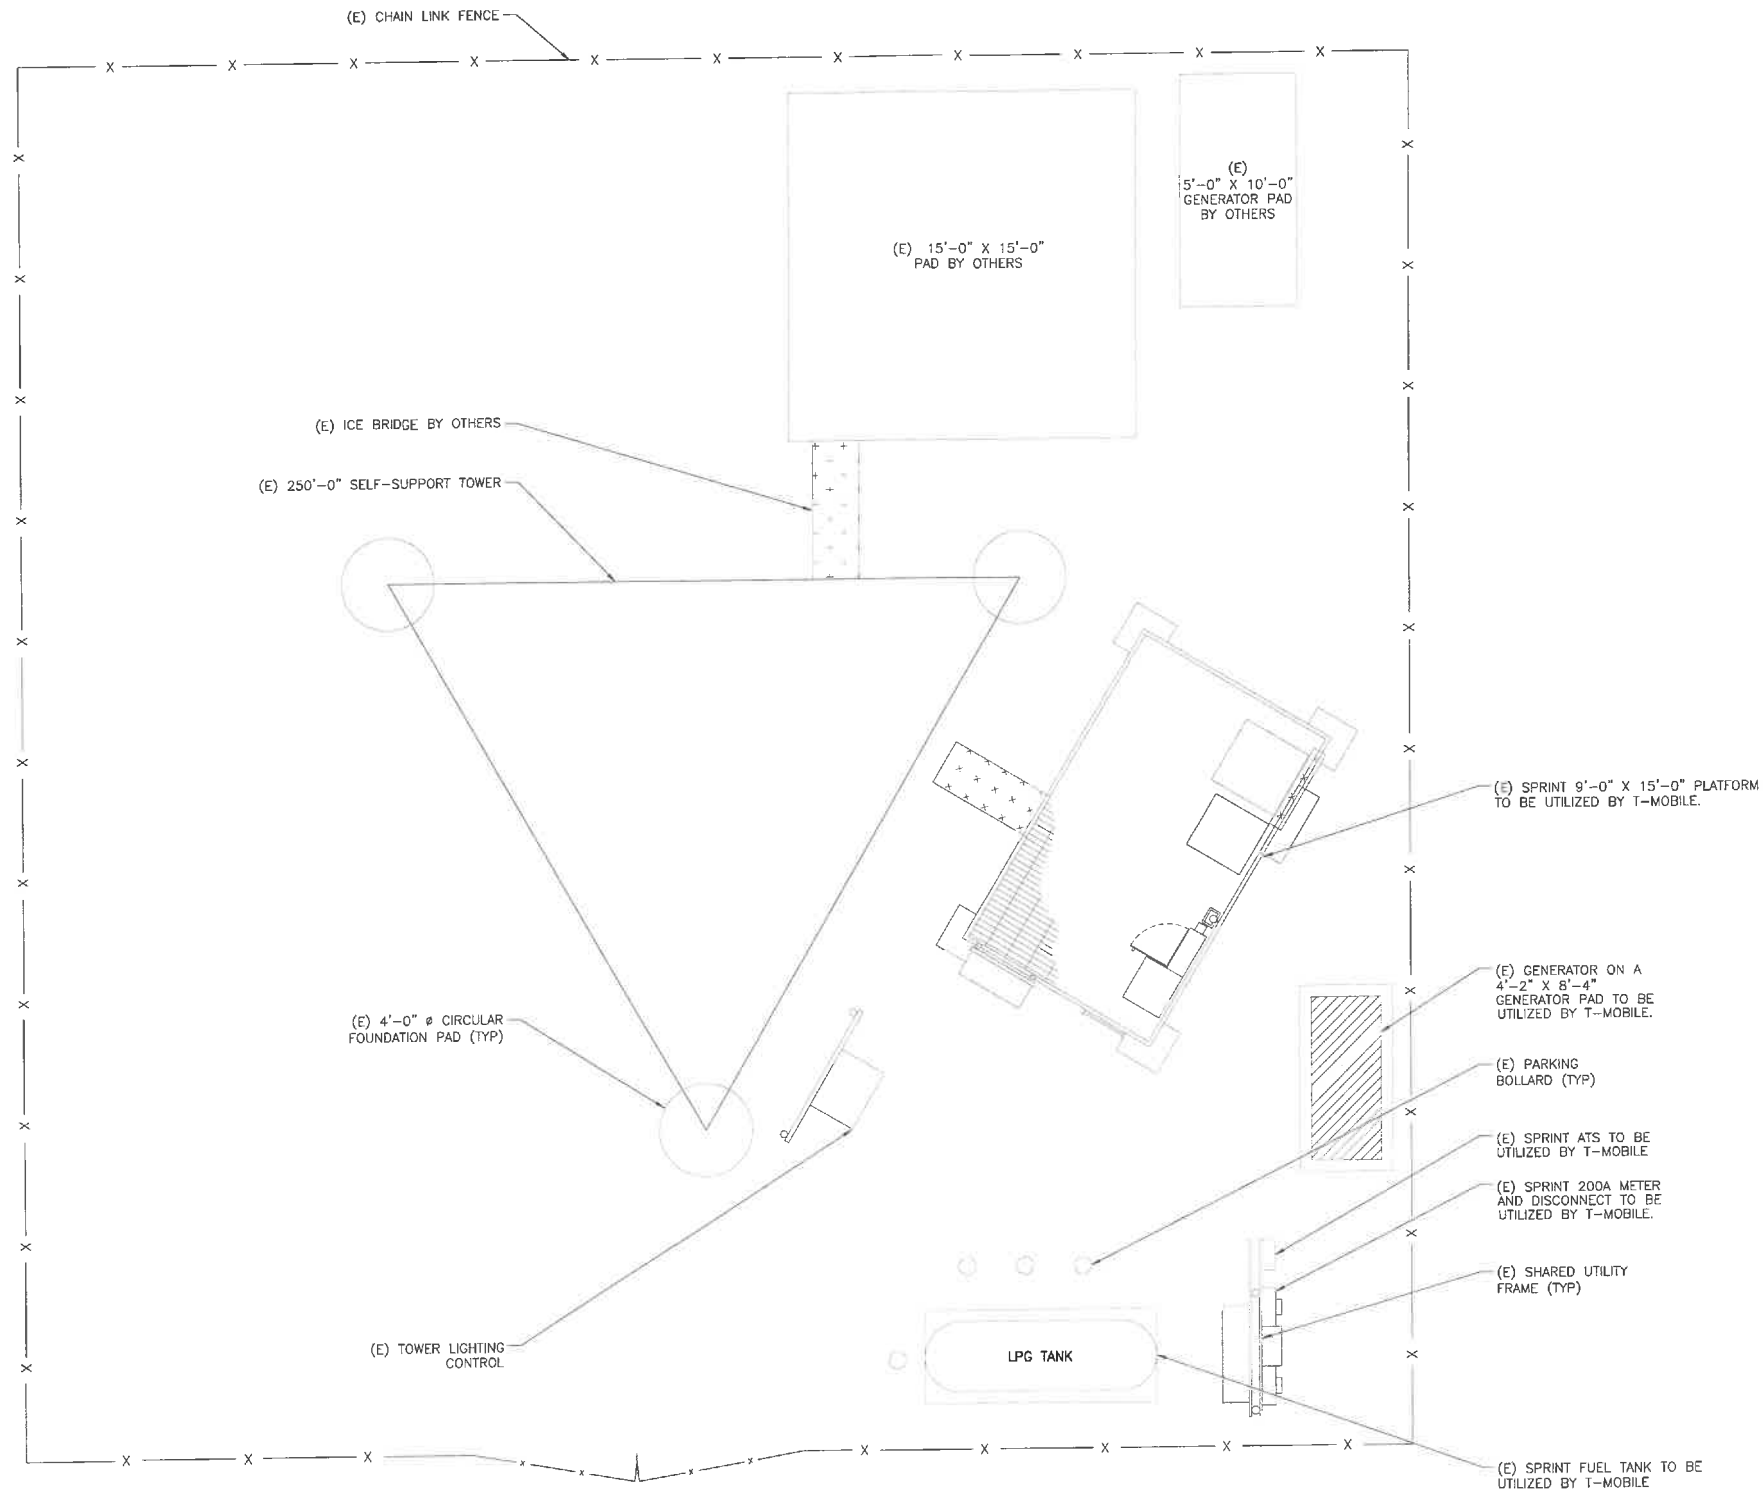 (E) CHAIN LINK FENCE
(E)
5'-0" X 10'-0"
GENERATOR PAD
BY OTHERS
(E) 15'-0" X 15'-0"
PAD BY OTHERS
(E) ICE BRIDGE BY OTHERS
(E) 250'-0" SELF-SUPPORT TOWER
(E) SPRINT 9'-0" X 15'-0" PLATFORM
TO BE UTILIZED BY T-MOBILE.
(E) GENERATOR ON A
4'-2" X 8'-4"
GENERATOR PAD TO BE
UTILIZED BY T-MOBILE.
(E) 4'-0" ø CIRCULAR
FOUNDATION PAD (TYP)
(E) PARKING
BOLLARD (TYP)
(E) SPRINT ATS TO BE
UTILIZED BY T-MOBILE
(E) SPRINT 200A METER
AND DISCONNECT TO BE
UTILIZED BY T-MOBILE.
(E) SHARED UTILITY
FRAME (TYP)
(E) TOWER LIGHTING
CONTROL
LPG TANK
(E) SPRINT FUEL TANK TO BE
UTILIZED BY T-MOBILE